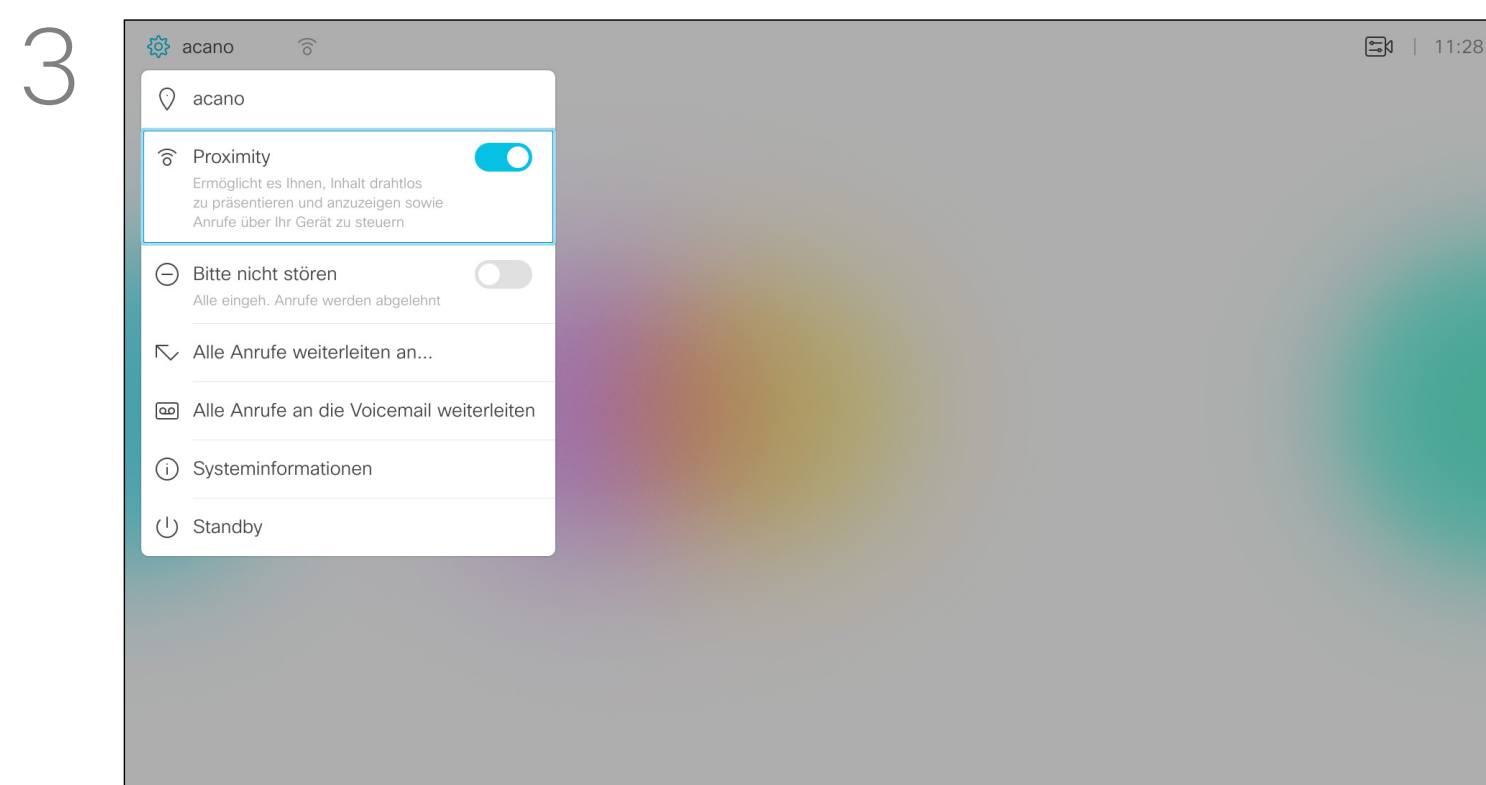 3
acano
11:28
acano
Proximity
Ermöglicht es Ihnen, Inhalt drahtlos
zu präsentieren und anzuzeigen sowie
Anrufe über Ihr Gerät zu steuern
Bitte nicht stören
Alle eingeh. Anrufe werden abgelehnt
Alle Anrufe weiterleiten an...
Alle Anrufe an die Voicemail weiterleiten
Systeminformationen
Standby